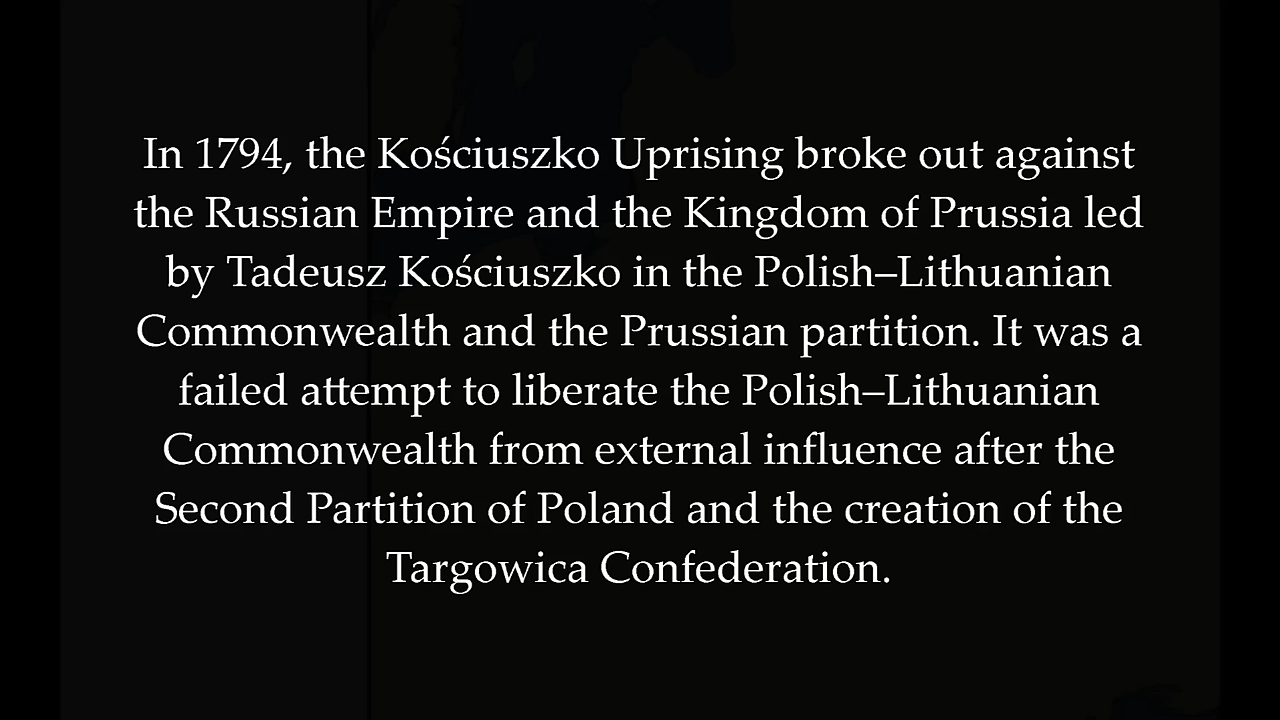 In 1794, the Kościuszko Uprising broke out against
the Russian Empire and the Kingdom of Prussia led
by Tadeusz Kościuszko in the Polish–Lithuanian
Commonwealth and the Prussian partition. It was a
failed attempt to liberate the Polish–Lithuanian
Commonwealth from external influence after the
Second Partition of Poland and the creation of the
Targowica Confederation.